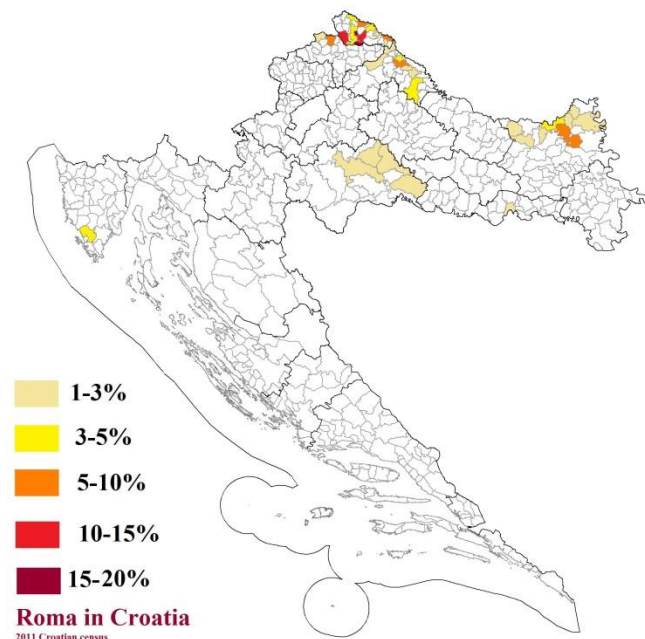 1-3%
3-5%
5-10%
10-15%
15-20%
Roma in Croatia
2011 Croatian census